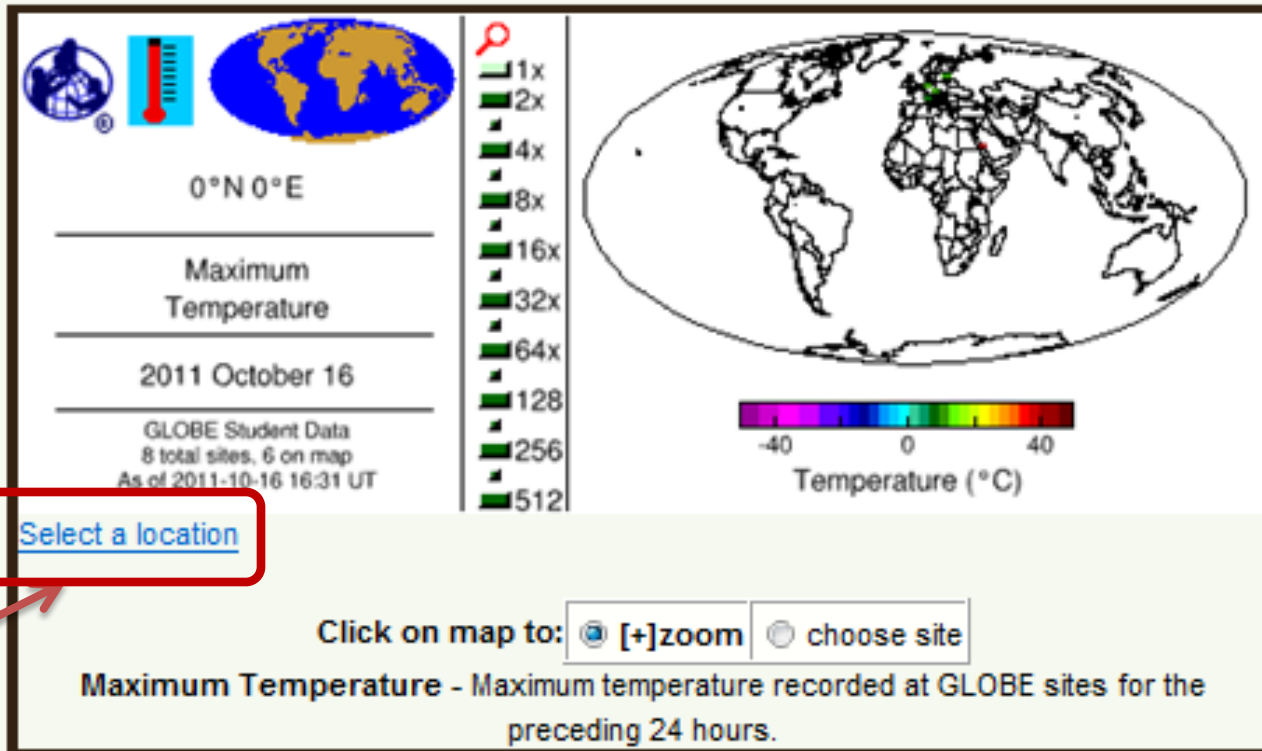 ®
0°N 0°E
Maximum
Temperature
2011 October 16
GLOBE Student Data
8 total sites, 6 on map
As of 2011-10-16 16:31 UT
1x
2x
4x
8x
16x
32x
64x
128
256
512
-40 0 40
Temperature (°C)
Select a location
Click on map to: [+]zoom choose site
Maximum Temperature - Maximum temperature recorded at GLOBE sites for the
preceding 24 hours.